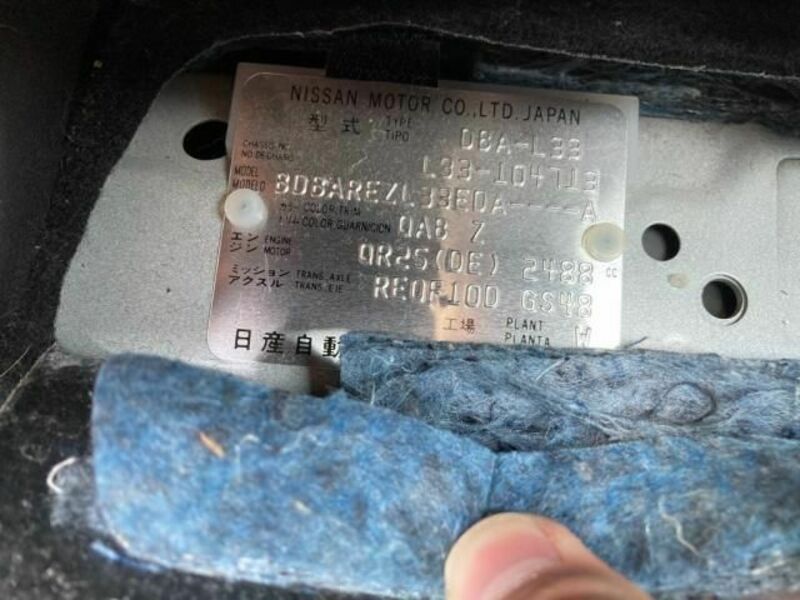 NISSAN MOTOR CO.,LTD. JAPAN
型式 TYPE TIPO DBA-L33
CHASSIS NO. NO. DE CHASIS L33-104713
MODEL MODELO BDBAREZL33EDA----A
カラー COLOR,TRIM トリム COLOR,GUARNICION QA8 Z
エンジン ENGINE MOTOR QR25(DE) 2488 CC
ミッション アクスル TRANS.,AXLE TRANS.,EJE RE0F10D GS48
工場 PLANT PLANTA W
日産自動